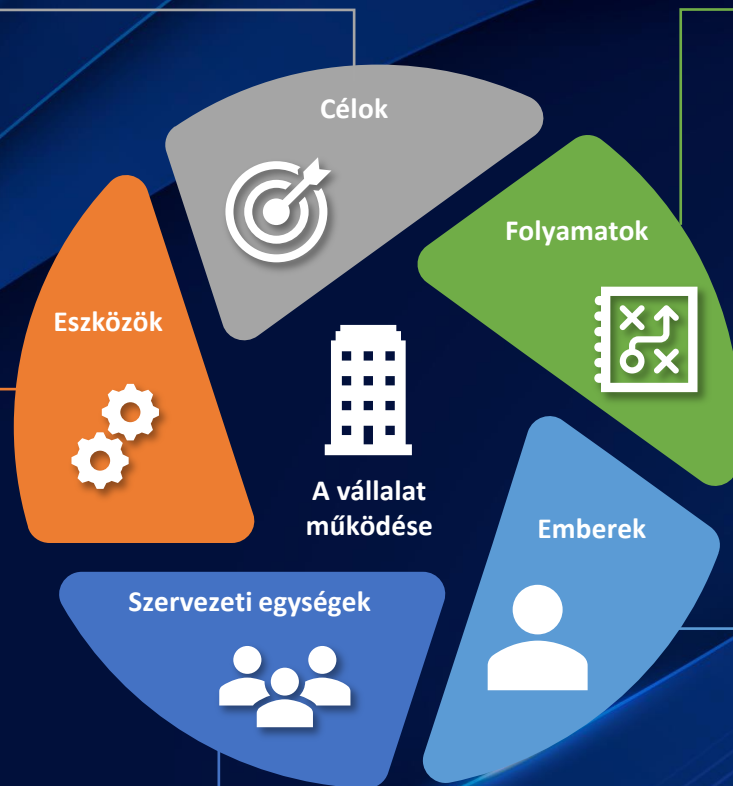 Célok
Folyamatok
Eszközök
A vállalat
működése
Emberek
Szervezeti egységek